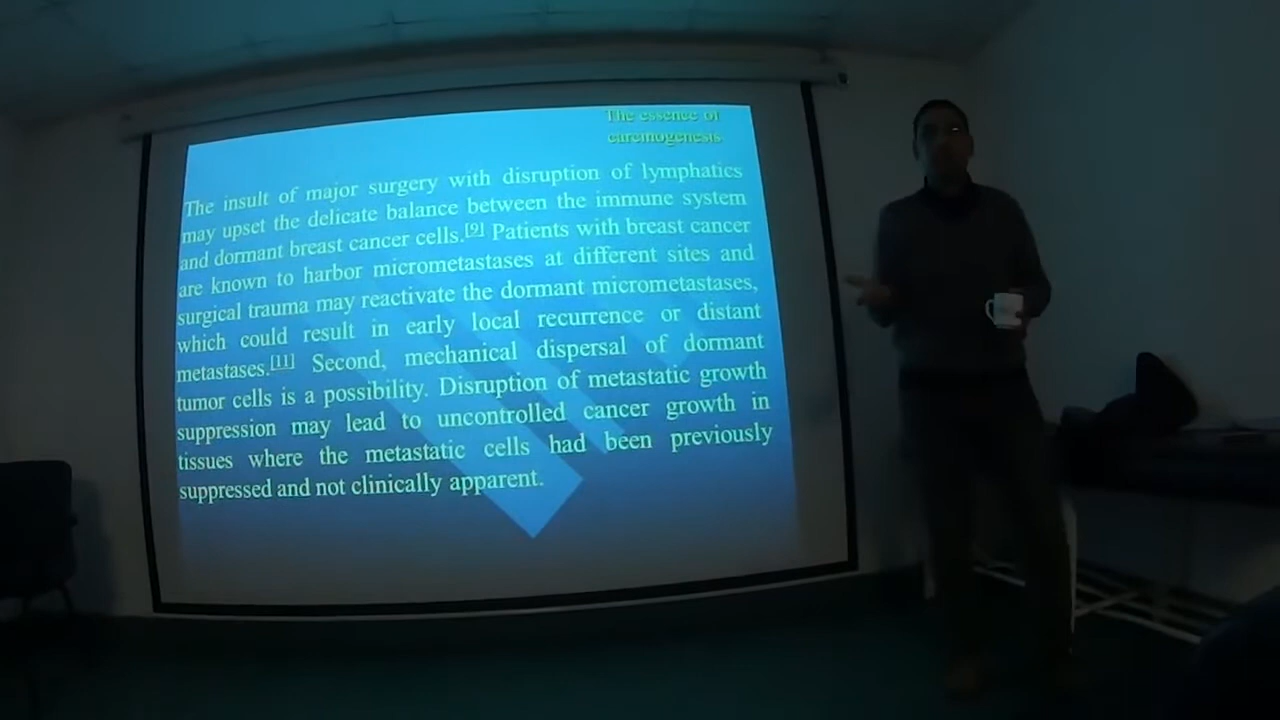 The essence of
carcinogenesis
The insult of major surgery with disruption of lymphatics
may upset the delicate balance between the immune system
and dormant breast cancer cells.[9] Patients with breast cancer
are known to harbor micrometastases at different sites and
surgical trauma may reactivate the dormant micrometastases,
which could result in early local recurrence or distant
metastases.[11] Second, mechanical dispersal of dormant
tumor cells is a possibility. Disruption of metastatic growth
suppression may lead to uncontrolled cancer growth in
tissues where the metastatic cells had been previously
suppressed and not clinically apparent.